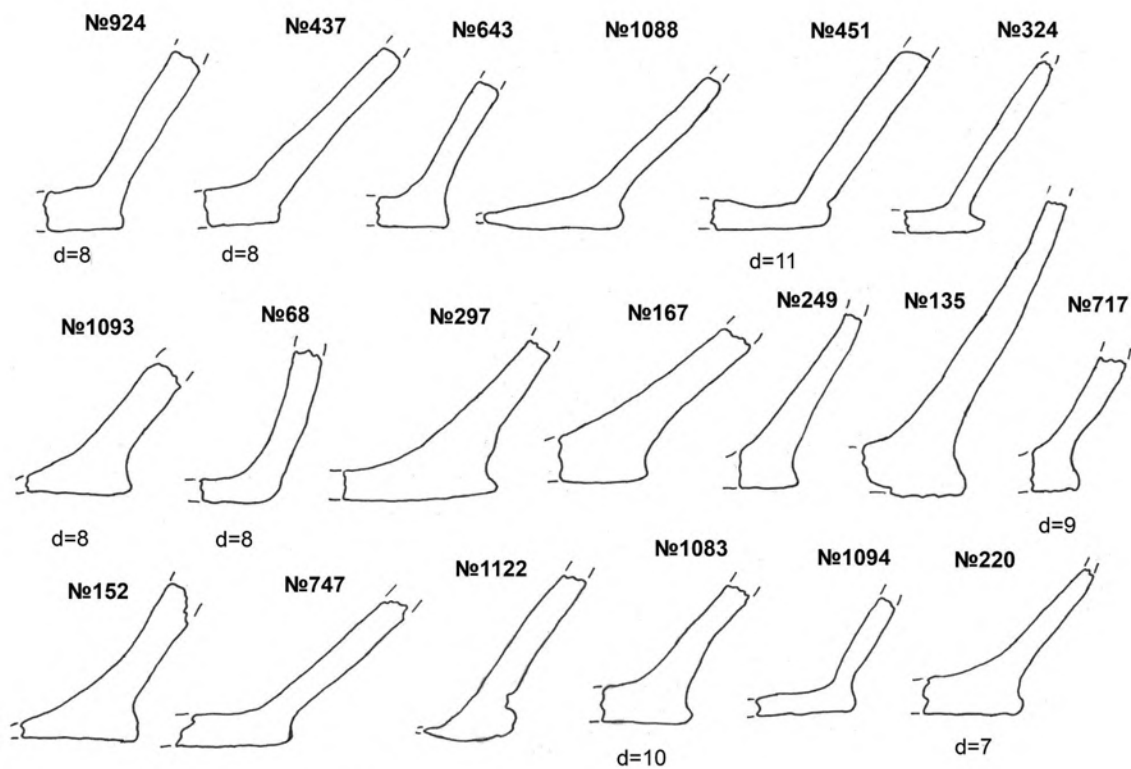 №924 №437 №643 №1088 №451 №324
d=8 d=8 d=11
№1093 №68 №297 №167 №249 №135 №717
d=8 d=8 d=9
№152 №747 №1122 №1083 №1094 №220
d=10 d=7